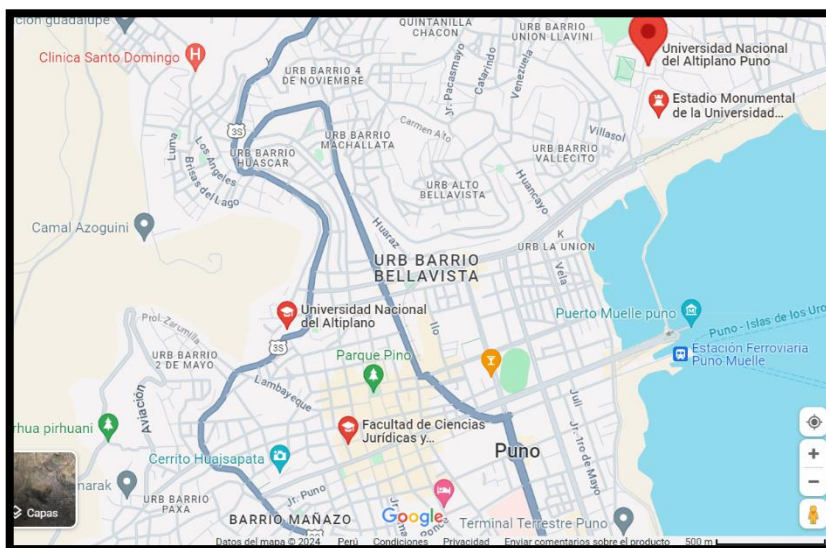 cion guadalupe
QUINTANILLA
CHACON
URB BARRIO
UNION LLAVINI
Universidad Nacional
del Altiplano Puno
Clinica Santo Domingo
H
Y
URB BARRIO 4
DE NOVIEMBRE
Jr. Pacasmayo
Catarindo
Venezuela
Estadio Monumental
de la Universidad...
3S
Carmen Alto
Villasol
Luma
Los Angeles
Brisas del Lago
URB BARRIO
HUASCAR
URB BARRIO
MACHALLATA
URB BARRIO
VALLECITO
URB ALTO
BELLAVISTA
Huancayo
Camal Azoguini
Huaraz
K
URB LA UNION
URB BARRIO
BELLAVISTA
Vela
Universidad Nacional
del Altiplano
Ilo
Puerto Muelle puno
Puno - Islas de los Uro
Prol. Zarumilla
3S
Estación Ferroviaria
Puno Muelle
URB BARRIO
2 DE MAYO
Parque Pino
Lambayeque
Aviación
Juli
Jr. 1ro de Mayo
rhua pirhuani
Facultad de Ciencias
Jurídicas y...
Puno
Cerrito Huajsapata
marak
Capas
URB BARRIO
PAXA
Jr. Puno
BARRIO MAÑAZO
Google
Terminal Terrestre Puno
Datos del mapa © 2024 Perú Condiciones Privacidad Enviar comentarios sobre el producto 500 m